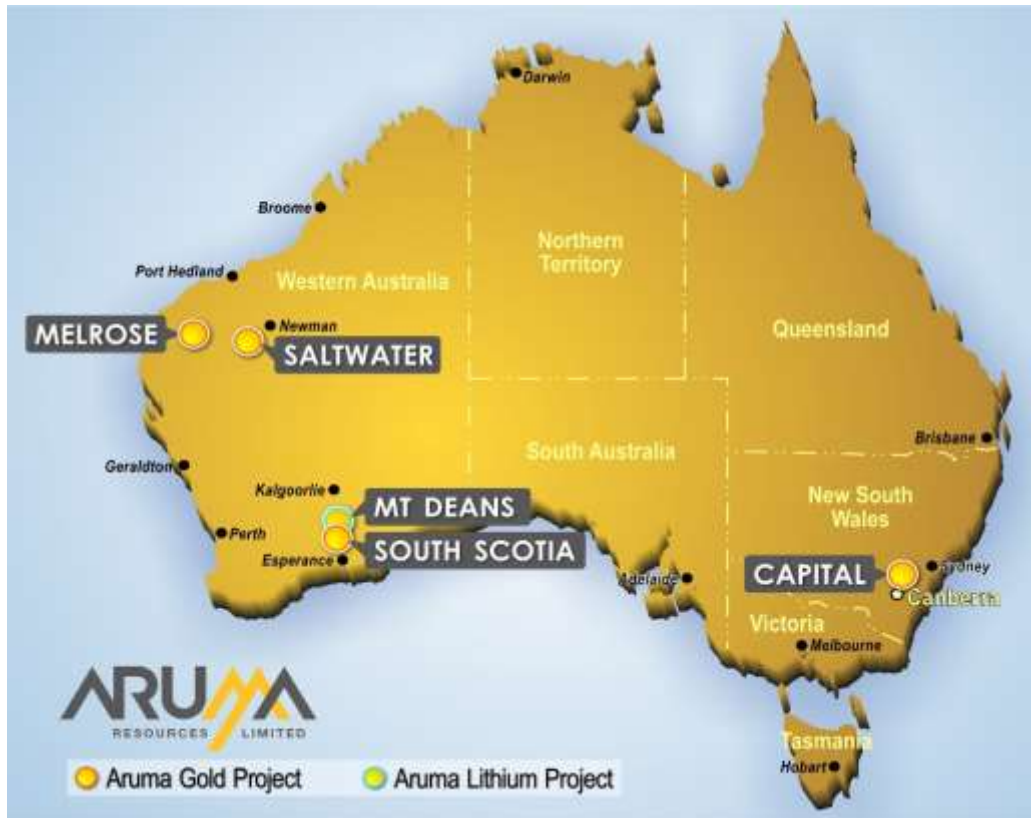 Darwin
Broome
Northern
Territory
Port Hedland
Western Australia
Queensland
MELROSE
Newman
SALTWATER
Brisbane
South Australia
Geraldton
Kalgoorlie
New South
Wales
MT DEANS
Perth
SOUTH SCOTIA
Esperance
Adelaide
CAPITAL
Sydney
Canberra
Victoria
Melbourne
Tasmania
Hobart
ARUMA
RESOURCES LIMITED
Aruma Gold Project
Aruma Lithium Project